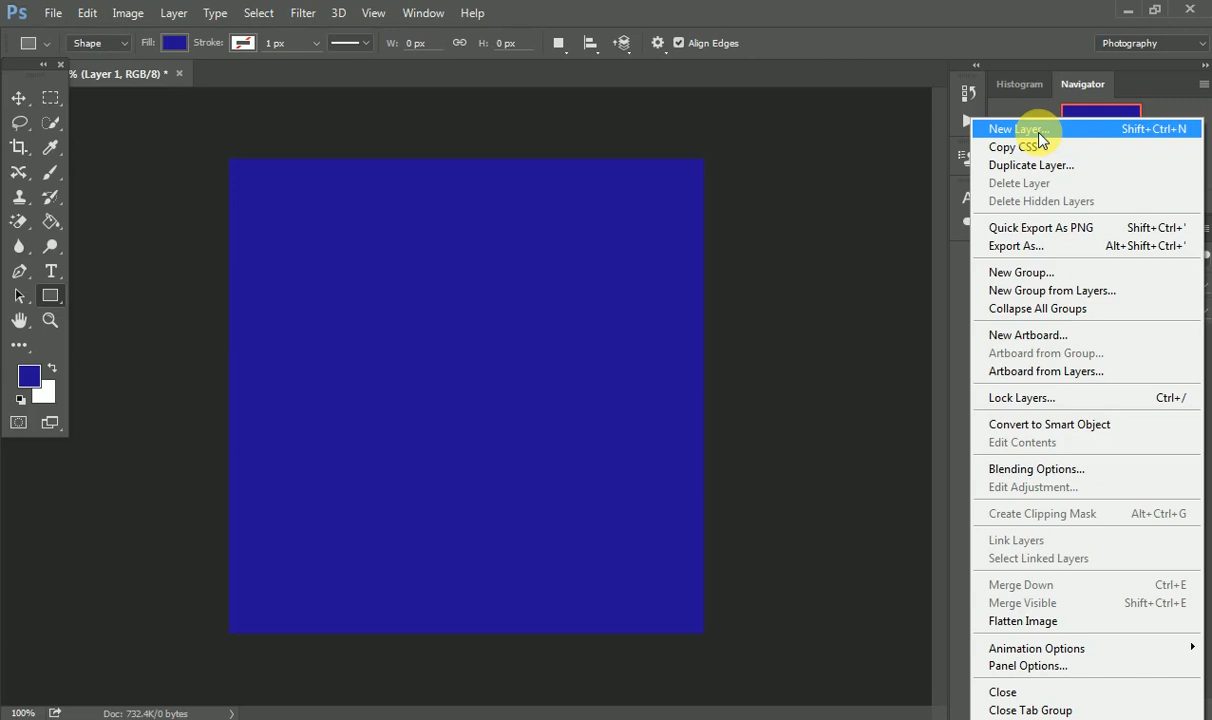 Ps File Edit Image Layer Type Select Filter 3D View Window Help
Shape Fill: Stroke: 1 px W: 0 px H: 0 px Align Edges Photography
% (Layer 1, RGB/8) * ×
Histogram Navigator
New Layer... Shift+Ctrl+N
Copy CSS
Duplicate Layer...
Delete Layer
Delete Hidden Layers
Quick Export As PNG Shift+Ctrl+'
Export As... Alt+Shift+Ctrl+'
New Group...
New Group from Layers...
Collapse All Groups
New Artboard...
Artboard from Group...
Artboard from Layers...
Lock Layers... Ctrl+/
Convert to Smart Object
Edit Contents
Blending Options...
Edit Adjustment...
Create Clipping Mask Alt+Ctrl+G
Link Layers
Select Linked Layers
Merge Down Ctrl+E
Merge Visible Shift+Ctrl+E
Flatten Image
Animation Options
Panel Options...
Close
Close Tab Group
100% Doc: 732.4K/0 bytes